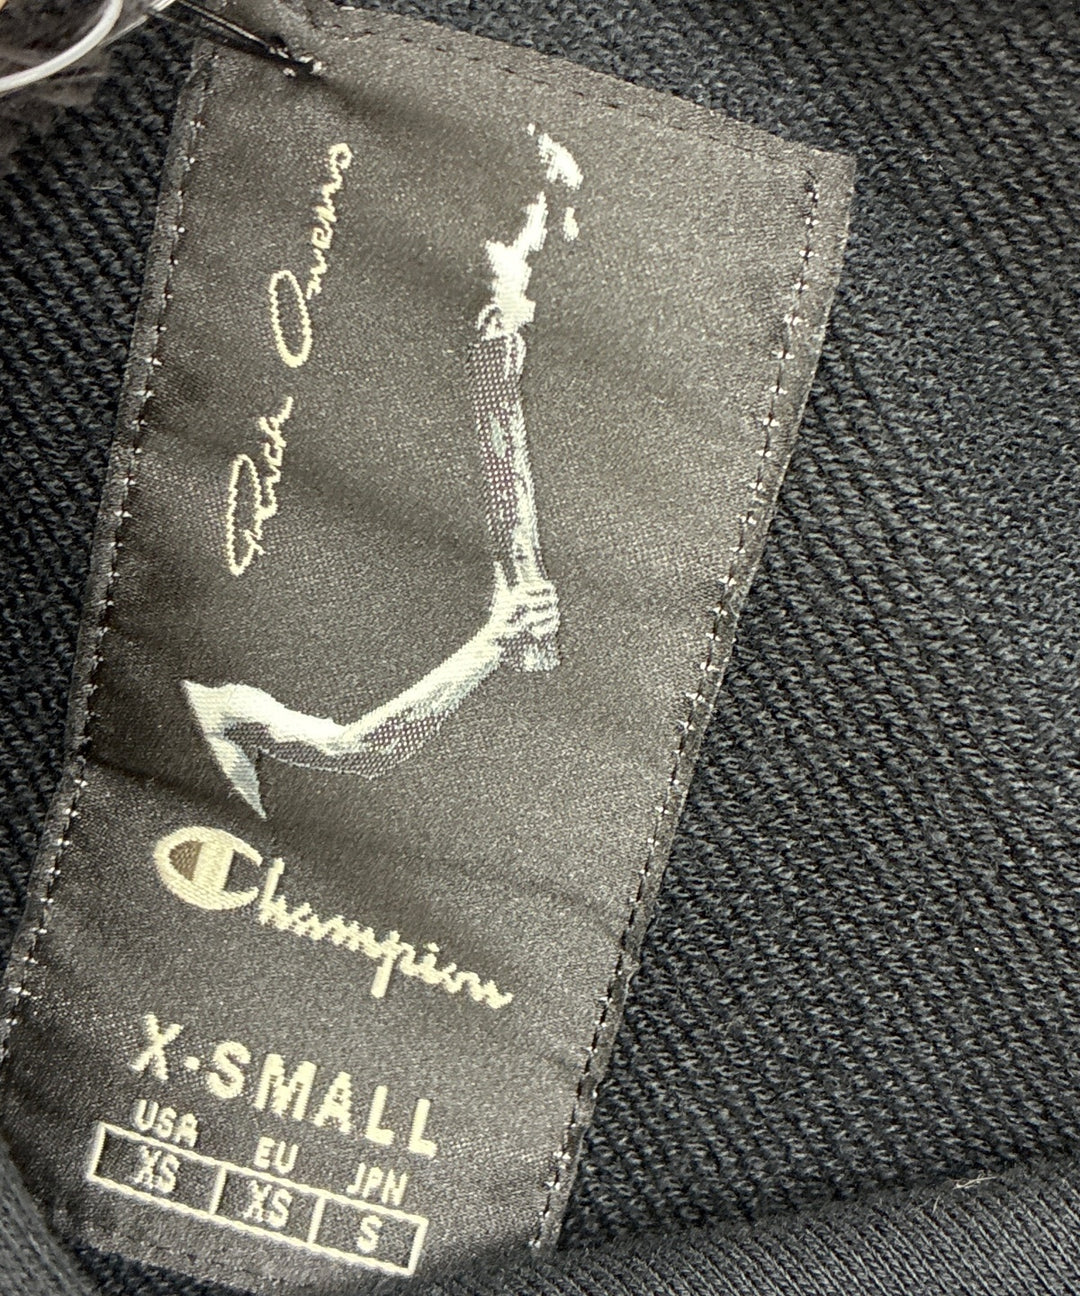 Rick Owens
Champion
X-SMALL
USA EU JPN
XS XS S